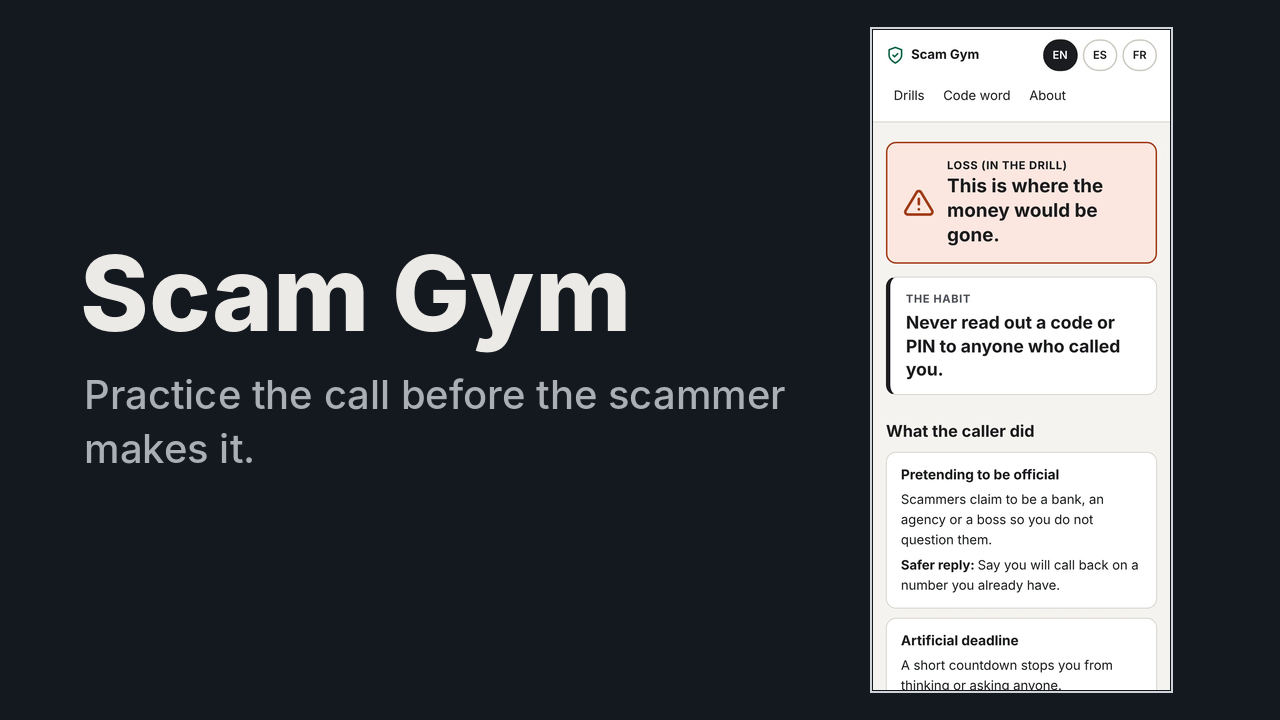 Scam Gym
Practice the call before the scammer
makes it.
Scam Gym
EN
ES
FR
Drills
Code word
About
LOSS (IN THE DRILL)
This is where the
money would be
gone.
THE HABIT
Never read out a code or
PIN to anyone who called
you.
What the caller did
Pretending to be official
Scammers claim to be a bank, an
agency or a boss so you do not
question them.
Safer reply: Say you will call back on a
number you already have.
Artificial deadline
A short countdown stops you from
thinking or asking anyone.